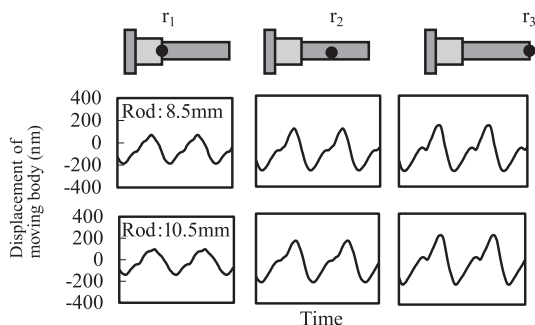 r1
r2
r3
Displacement of
moving body (nm)
400
200
0
-200
-400
Rod: 8.5mm
400
200
0
-200
-400
Rod: 10.5mm
Time